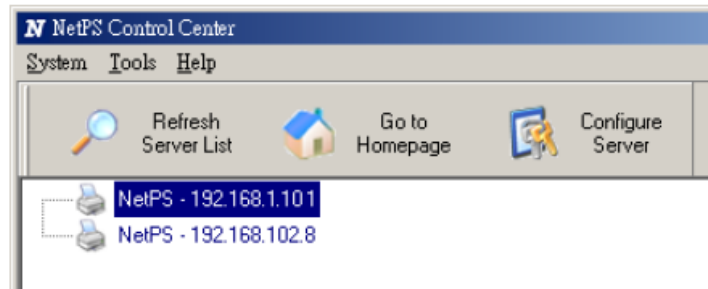 N NetPS Control Center
System Tools Help
Refresh Server List
Go to Homepage
Configure Server
NetPS - 192.168.1.101
NetPS - 192.168.102.8